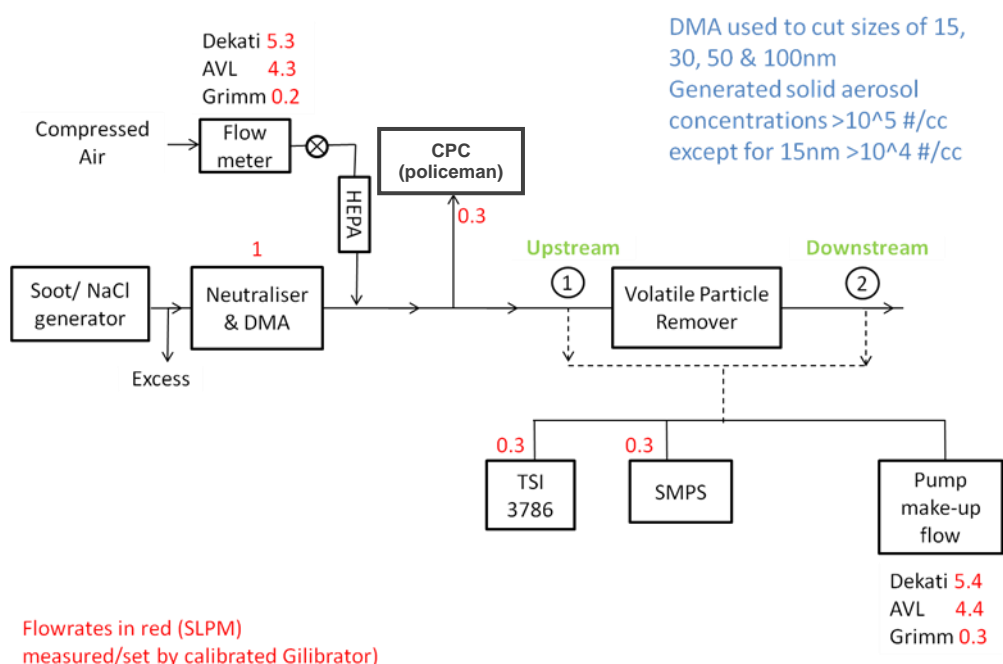 DMA used to cut sizes of 15,
30, 50 & 100nm
Generated solid aerosol
concentrations >10^5 #/cc
except for 15nm >10^4 #/cc
Dekati 5.3
AVL 4.3
Grimm 0.2
Compressed
Air
Flow
meter
HEPA
CPC
(policeman)
0.3
1
Soot/ NaCl
generator
Neutraliser
& DMA
Excess
Upstream
1
Volatile Particle
Remover
Downstream
2
0.3
TSI
3786
0.3
SMPS
Pump
make-up
flow
Dekati 5.4
AVL 4.4
Grimm 0.3
Flowrates in red (SLPM)
measured/set by calibrated Gilibrator)